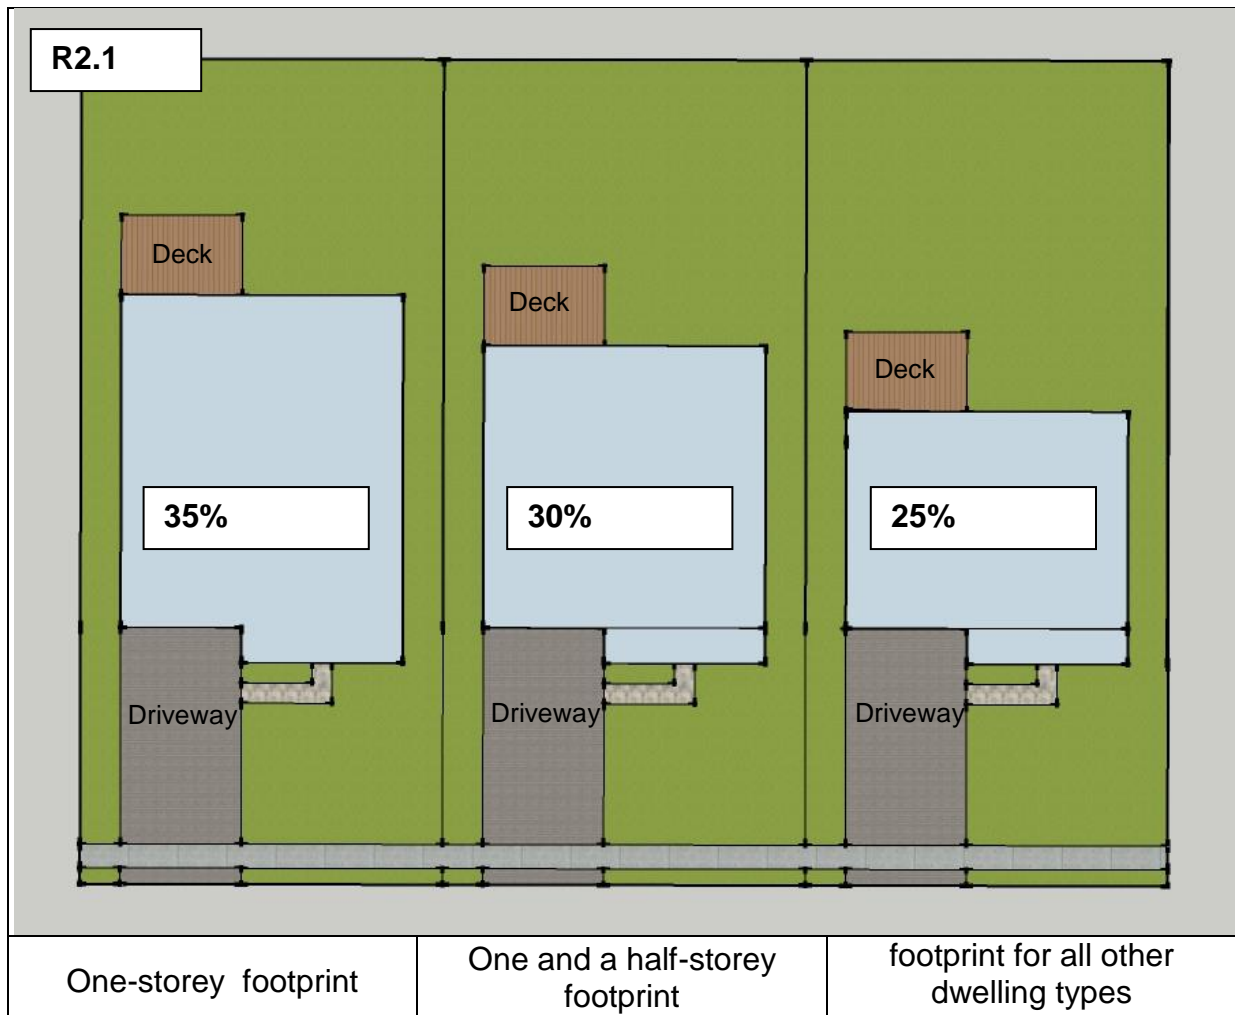 R2.1
Deck
Deck
Deck
35%
30%
25%
Driveway
Driveway
Driveway
One-storey footprint
One and a half-storey
footprint
footprint for all other
dwelling types